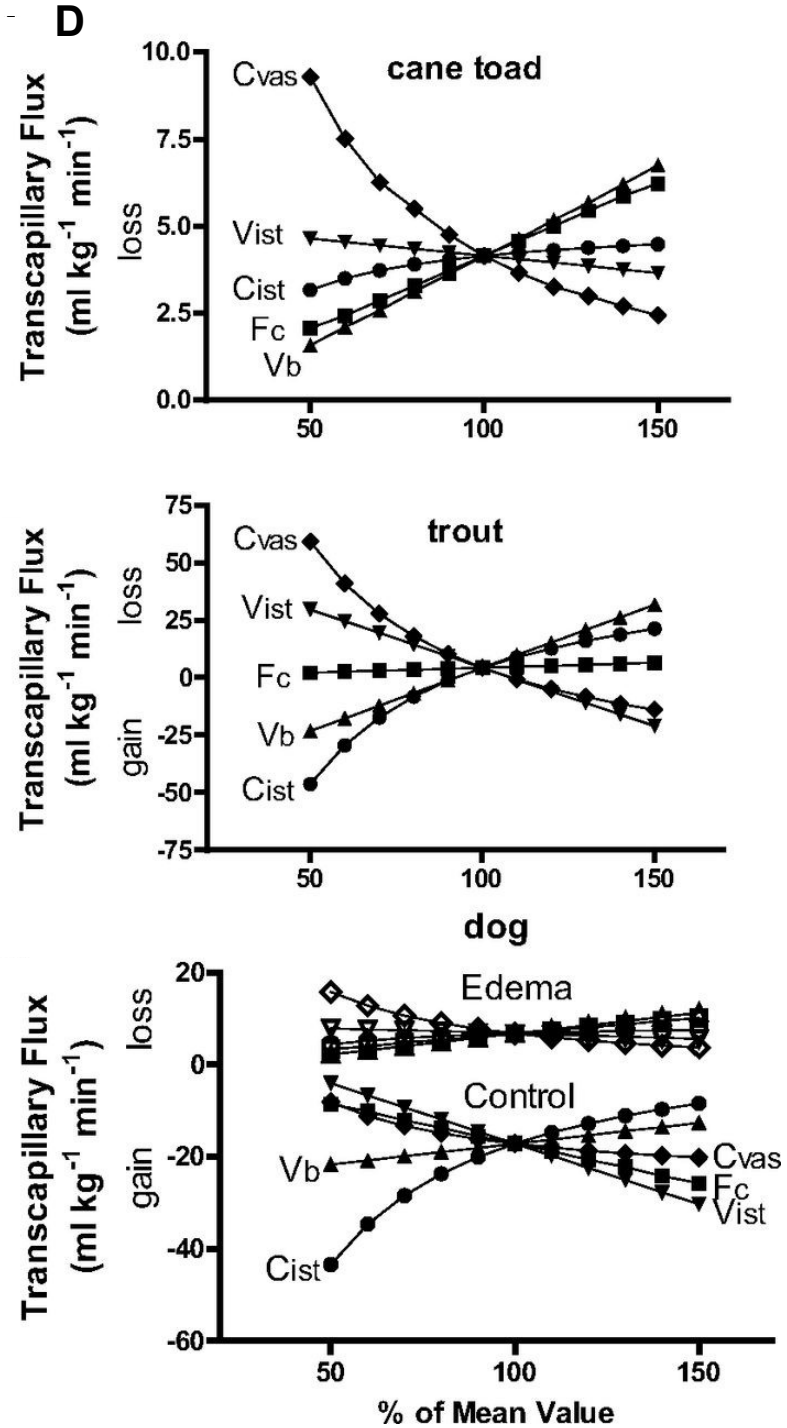 D
cane toad
Transcapillary Flux
(ml kg-1 min-1)
loss
10.0
7.5
5.0
2.5
0.0
Cvas
Vist
Cist
Fc
Vb
50
100
150
trout
Transcapillary Flux
(ml kg-1 min-1)
loss
gain
75
50
25
0
-25
-50
-75
Cvas
Vist
Fc
Vb
Cist
50
100
150
dog
Transcapillary Flux
(ml kg-1 min-1)
loss
gain
20
0
-20
-40
-60
Edema
Control
Vb
Cist
Cvas
Fc
Vist
50
100
150
% of Mean Value